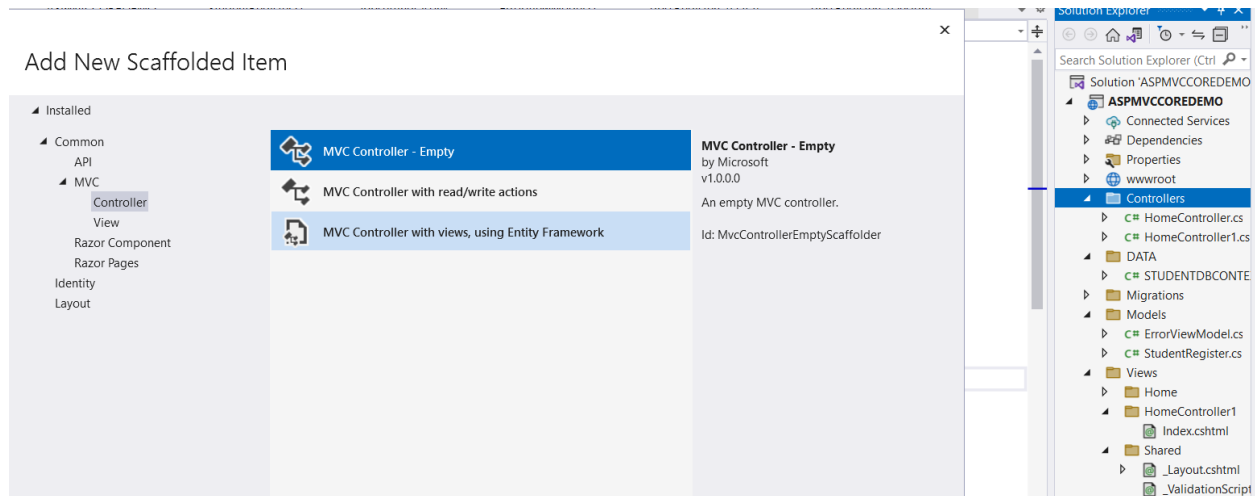 Add New Scaffolded Item
Installed
Common
API
MVC
Controller
View
Razor Component
Razor Pages
Identity
Layout
MVC Controller - Empty
MVC Controller with read/write actions
MVC Controller with views, using Entity Framework
MVC Controller - Empty
by Microsoft
v1.0.0.0
An empty MVC controller.
Id: MvcControllerEmptyScaffolder
Solution Explorer
Search Solution Explorer (Ctrl
Solution 'ASPMVCCOREDEMO
ASPMVCCOREDEMO
Connected Services
Dependencies
Properties
wwwroot
Controllers
C# HomeController.cs
C# HomeController1.cs
DATA
C# STUDENTDBCONTE
Migrations
Models
C# ErrorViewModel.cs
C# StudentRegister.cs
Views
Home
HomeController1
Index.cshtml
Shared
_Layout.cshtml
_ValidationScript